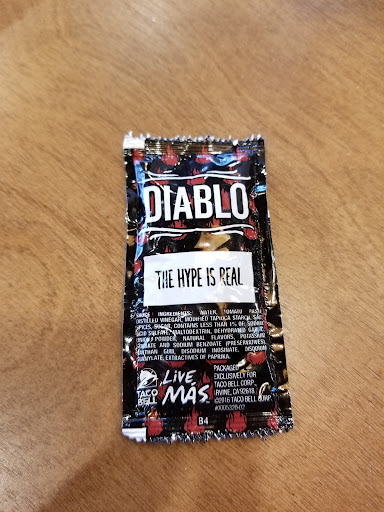 DIABLO
THE HYPE IS REAL
SAUCE INGREDIENTS: WATER, TOMATO PASTE,
DISTILLED VINEGAR, MODIFIED TAPIOCA STARCH, SALT,
SPICES, SUGAR, CONTAINS LESS THAN 1% OF SODIUM
ACID SULFATE, MALTODEXTRIN, DEHYDRATED GARLIC,
ONION POWDER, NATURAL FLAVORS, POTASSIUM
SORBATE AND SODIUM BENZOATE (PRESERVATIVES),
XANTHAN GUM, DISODIUM INOSINATE, DISODIUM
GUANYLATE, EXTRACTIVES OF PAPRIKA.
TACO
BELL
LIVE
MÁS
PACKAGED
EXCLUSIVELY FOR
TACO BELL CORP.,
IRVINE, CA 92618
©2016 TACO BELL CORP.
B4